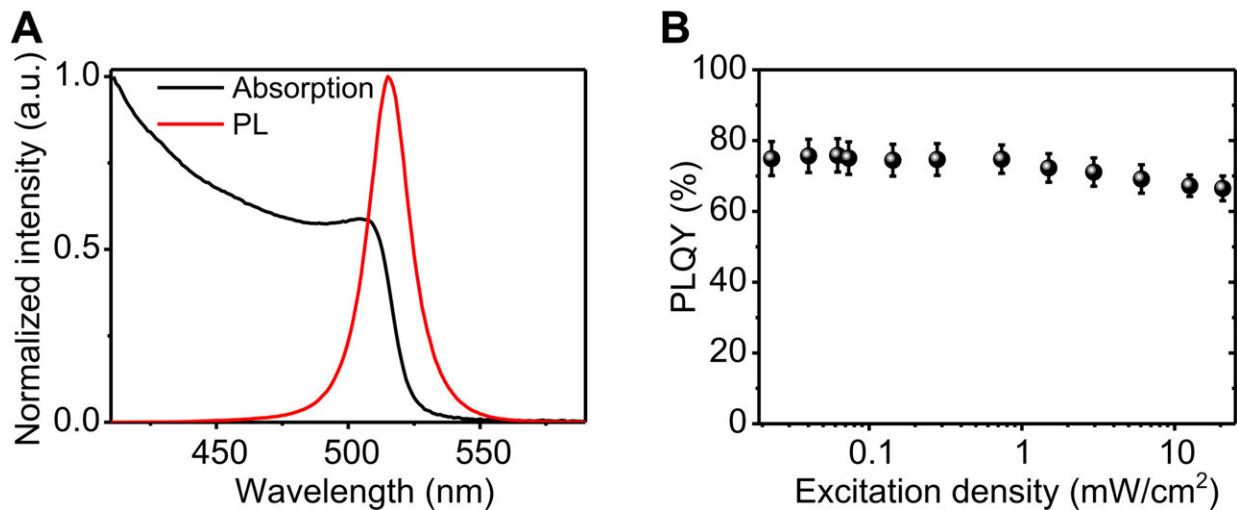 A
Normalized intensity (a.u.)
1.0
0.5
0.0
Absorption
PL
450
500
550
Wavelength (nm)
B
PLQY (%)
100
80
60
40
20
0
0.1
1
10
Excitation density (mW/cm²)